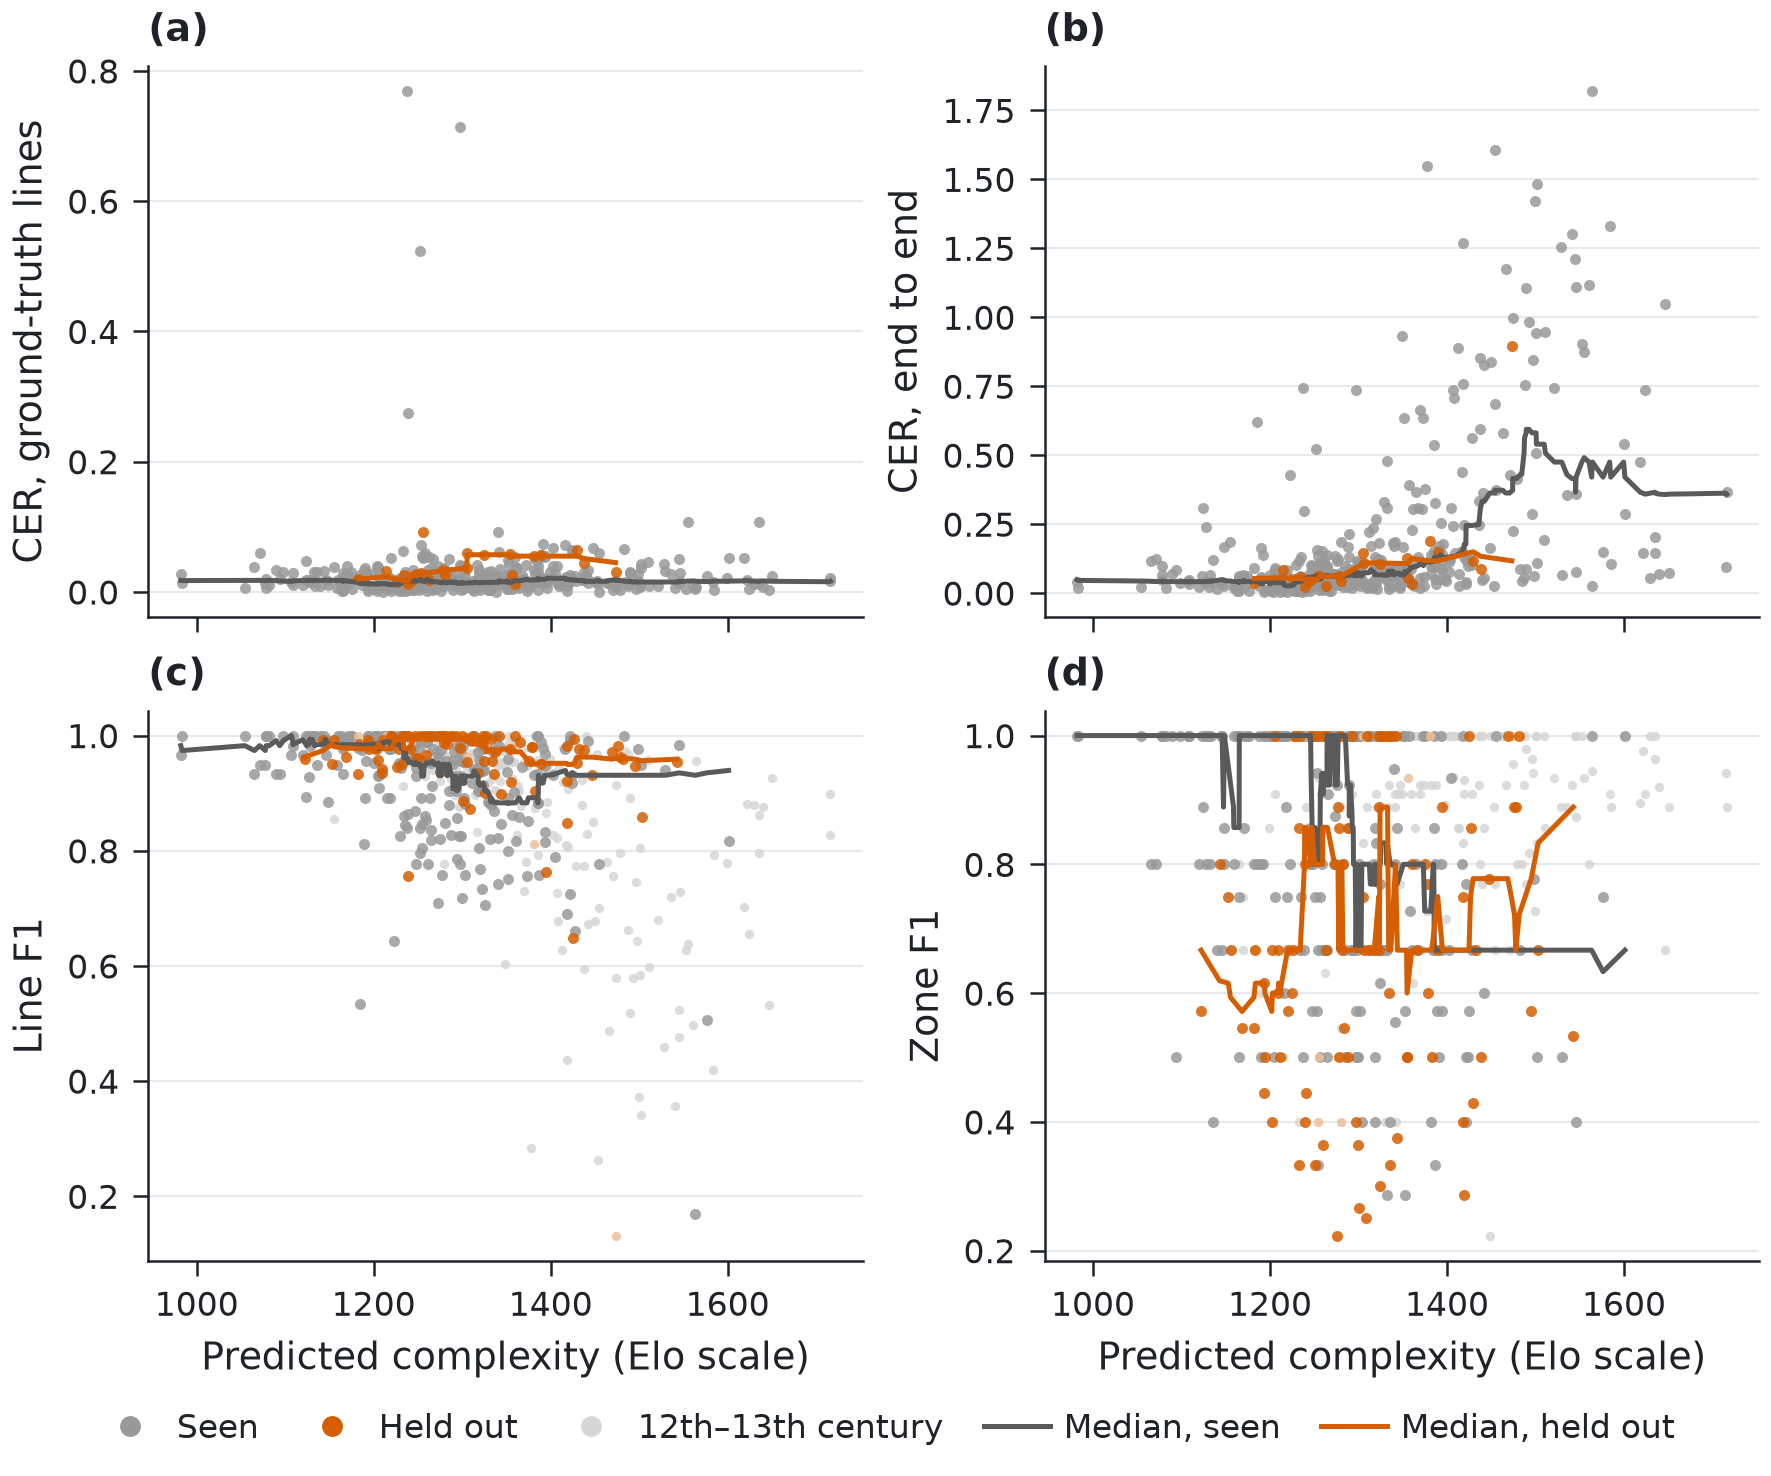 (a)
(b)
CER, ground-truth lines
0.8
0.6
0.4
0.2
0.0
CER, end to end
1.75
1.50
1.25
1.00
0.75
0.50
0.25
0.00
(c)
(d)
Line F1
1.0
0.8
0.6
0.4
0.2
1000 1200 1400 1600
Predicted complexity (Elo scale)
Zone F1
1.0
0.8
0.6
0.4
0.2
1000 1200 1400 1600
Predicted complexity (Elo scale)
Seen Held out 12th–13th century Median, seen Median, held out